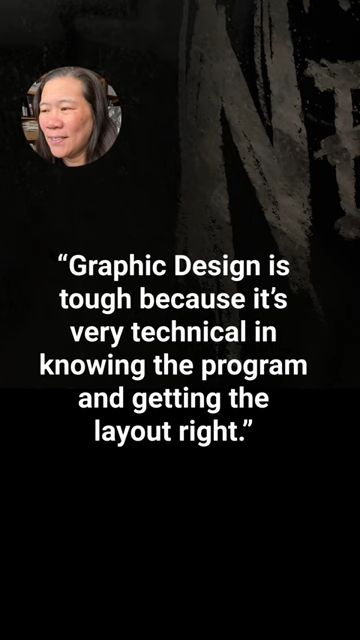 “Graphic Design is
tough because it’s
very technical in
knowing the program
and getting the
layout right.”